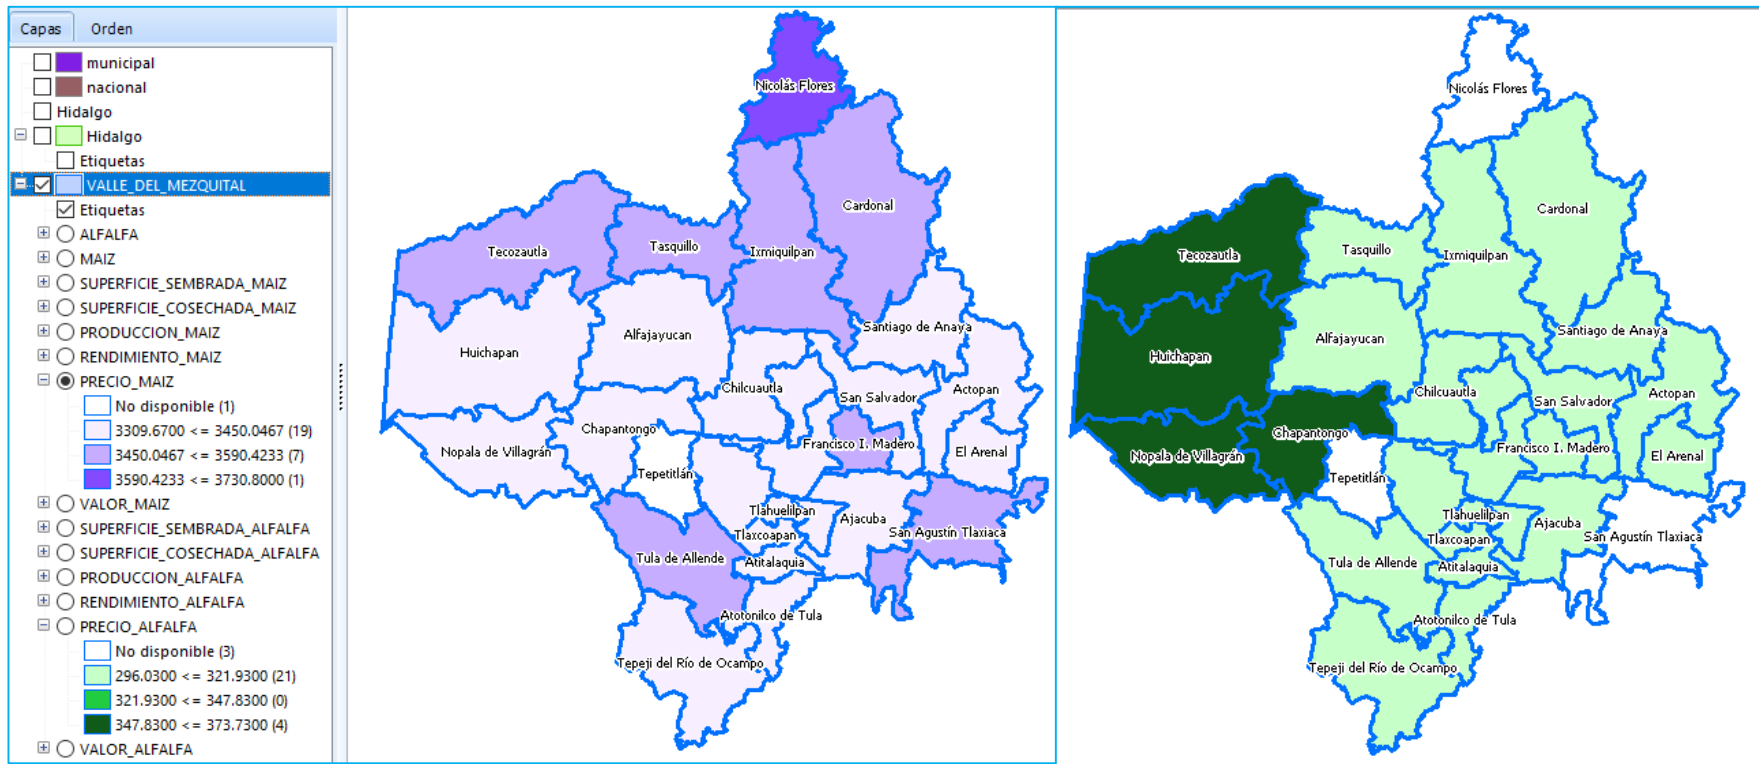 Capas Orden
municipal
nacional
Hidalgo
Hidalgo
Etiquetas
VALLE_DEL_MEZQUITAL
Etiquetas
ALFALFA
MAIZ
SUPERFICIE_SEMBRADA_MAIZ
SUPERFICIE_COSECHADA_MAIZ
PRODUCCION_MAIZ
RENDIMIENTO_MAIZ
PRECIO_MAIZ
No disponible (1)
3309.6700 <= 3450.0467 (19)
3450.0467 <= 3590.4233 (7)
3590.4233 <= 3730.8000 (1)
VALOR_MAIZ
SUPERFICIE_SEMBRADA_ALFALFA
SUPERFICIE_COSECHADA_ALFALFA
PRODUCCION_ALFALFA
RENDIMIENTO_ALFALFA
PRECIO_ALFALFA
No disponible (3)
296.0300 <= 321.9300 (21)
321.9300 <= 347.8300 (0)
347.8300 <= 373.7300 (4)
VALOR_ALFALFA
Nicolás Flores
Cardonal
Tecozautla
Tasquillo
Ixmiquilpan
Santiago de Anaya
Huichapan
Alfajayucan
Chilcuautla
San Salvador
Actopan
Chapantongo
Nopala de Villagrán
Francisco I. Madero
El Arenal
Tepetitlán
Tlahuelilpan
Ajacuba
Tlaxcoapan
San Agustín Tlaxiaca
Tula de Allende
Atitalaquia
Atotonilco de Tula
Tepeji del Río de Ocampo
Nicolás Flores
Cardonal
Tecozautla
Tasquillo
Ixmiquilpan
Santiago de Anaya
Huichapan
Alfajayucan
Chilcuautla
San Salvador
Actopan
Chapantongo
Nopala de Villagrán
Francisco I. Madero
El Arenal
Tepetitlán
Tlahuelilpan
Ajacuba
Tlaxcoapan
San Agustín Tlaxiaca
Tula de Allende
Atitalaquia
Atotonilco de Tula
Tepeji del Río de Ocampo